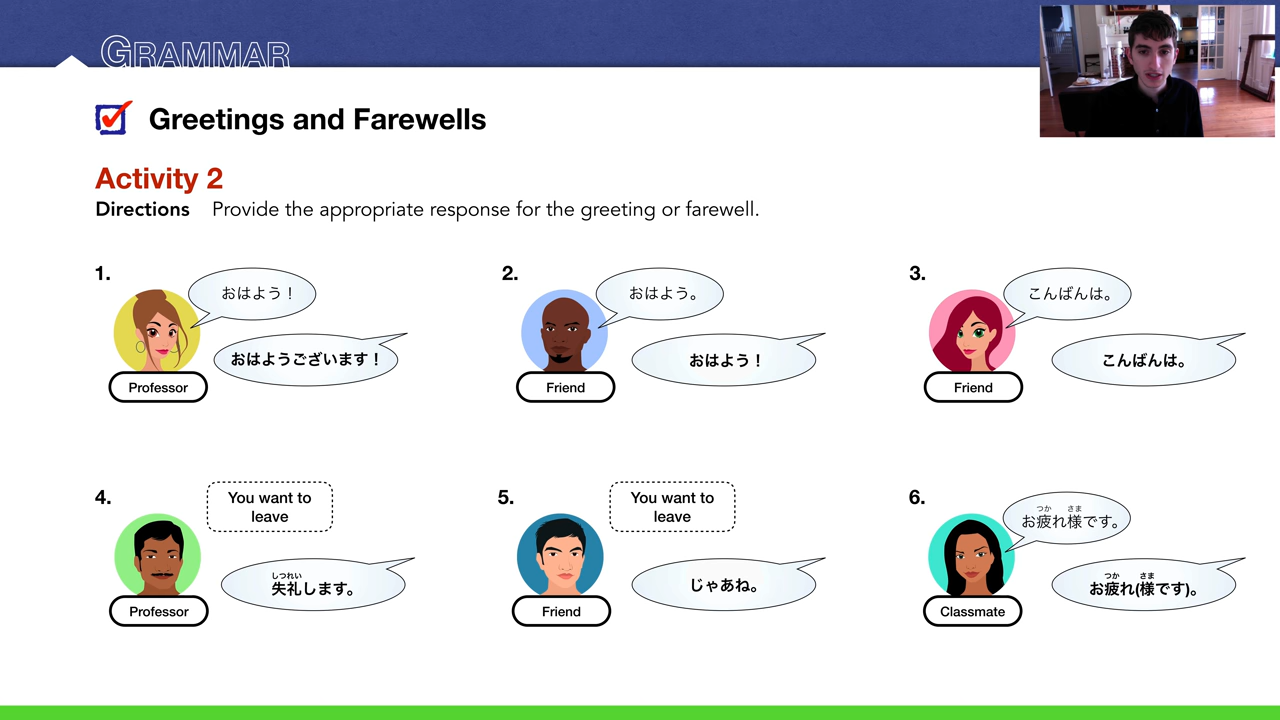 GRAMMAR
Greetings and Farewells
Activity 2
Directions Provide the appropriate response for the greeting or farewell.
1.
おはよう！
おはようございます！
Professor
2.
おはよう。
おはよう！
Friend
3.
こんばんは。
こんばんは。
Friend
4.
You want to
leave
しつれい
失礼します。
Professor
5.
You want to
leave
じゃあね。
Friend
6.
つか さま
お疲れ様です。
つか さま
お疲れ(様です)。
Classmate